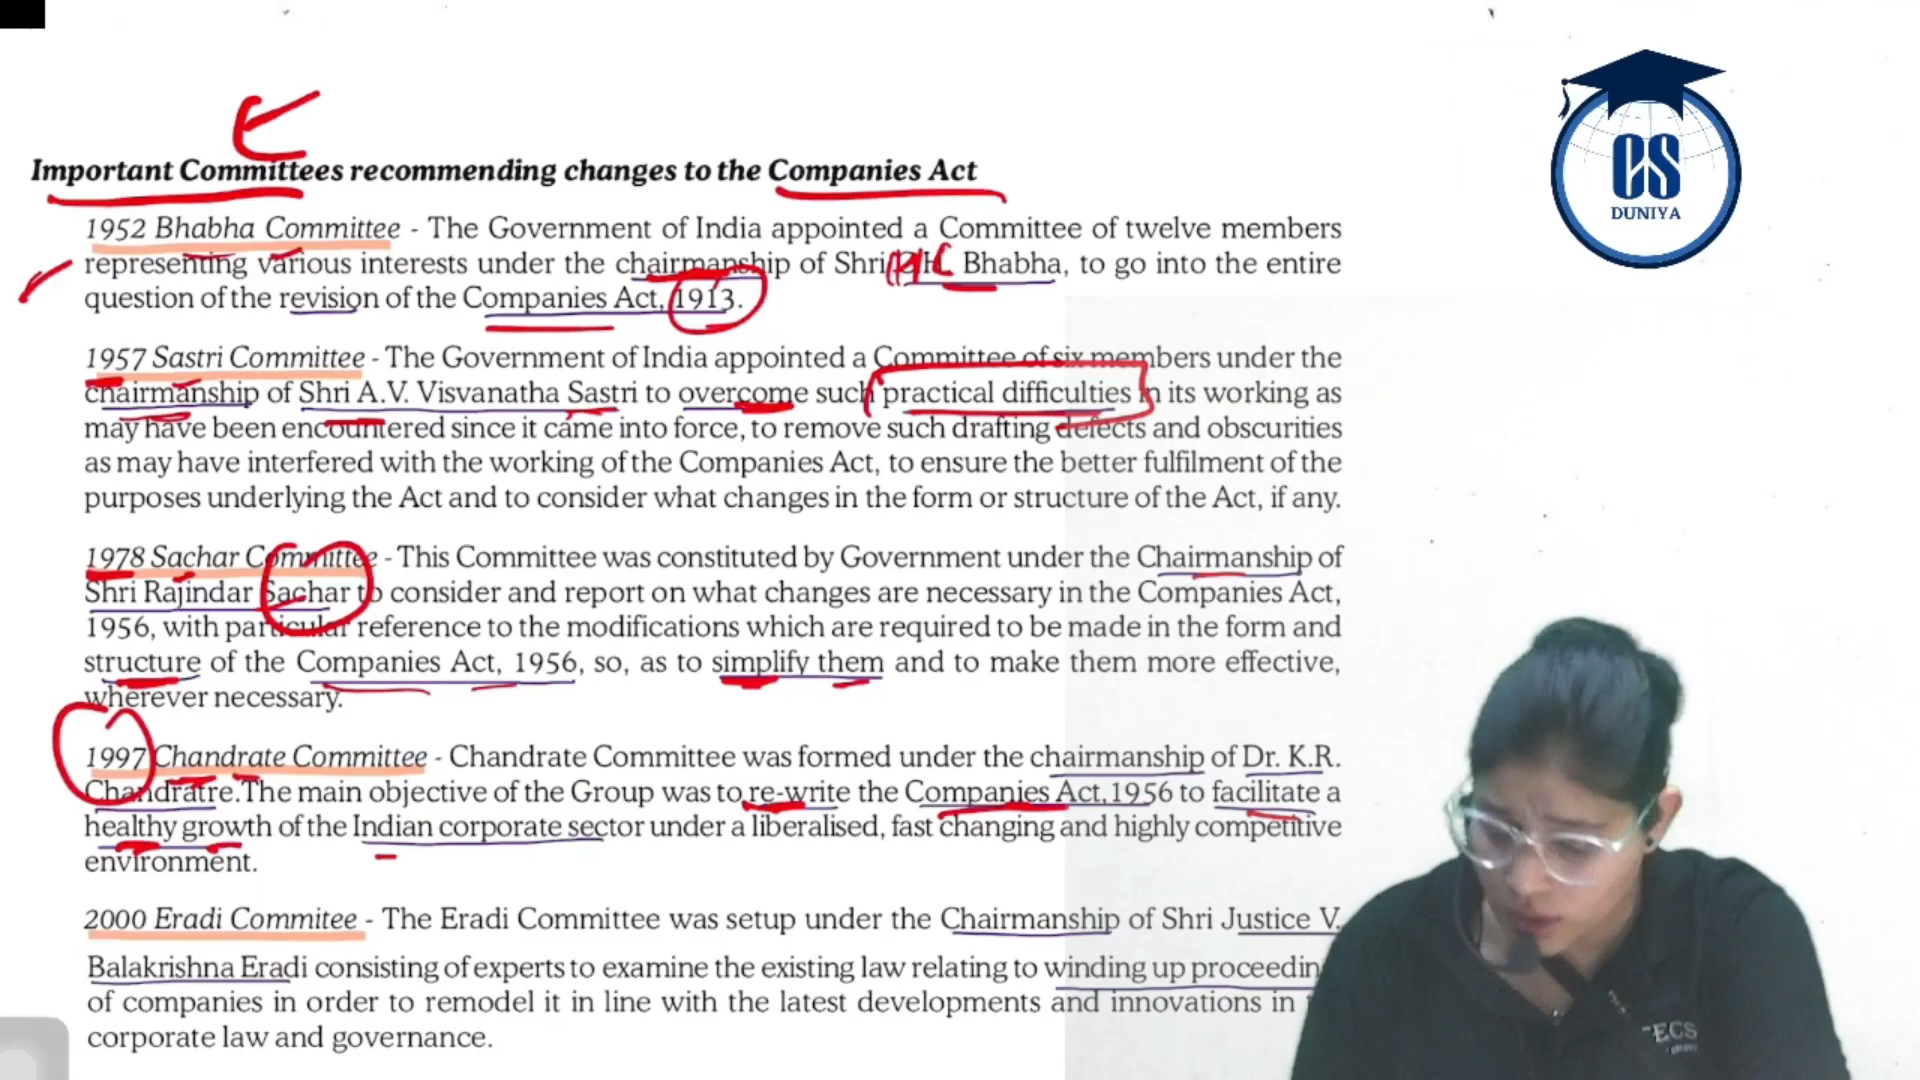 CS
DUNIYA
Important Committees recommending changes to the Companies Act
1952 Bhabha Committee - The Government of India appointed a Committee of twelve members
representing various interests under the chairmanship of Shri H. Bhabha, to go into the entire
question of the revision of the Companies Act, 1913.
1957 Sastri Committee - The Government of India appointed a Committee of six members under the
chairmanship of Shri A.V. Visvanatha Sastri to overcome such practical difficulties in its working as
may have been encountered since it came into force, to remove such drafting defects and obscurities
as may have interfered with the working of the Companies Act, to ensure the better fulfilment of the
purposes underlying the Act and to consider what changes in the form or structure of the Act, if any.
1978 Sachar Committee - This Committee was constituted by Government under the Chairmanship of
Shri Rajindar Sachar to consider and report on what changes are necessary in the Companies Act,
1956, with particular reference to the modifications which are required to be made in the form and
structure of the Companies Act, 1956, so, as to simplify them and to make them more effective,
wherever necessary.
1997 Chandrate Committee - Chandrate Committee was formed under the chairmanship of Dr. K.R.
Chandratre.The main objective of the Group was to re-write the Companies Act,1956 to facilitate a
healthy growth of the Indian corporate sector under a liberalised, fast changing and highly competitive
environment.
2000 Eradi Commitee - The Eradi Committee was setup under the Chairmanship of Shri Justice V.
Balakrishna Eradi consisting of experts to examine the existing law relating to winding up proceedin
of companies in order to remodel it in line with the latest developments and innovations in
corporate law and governance.
ECS